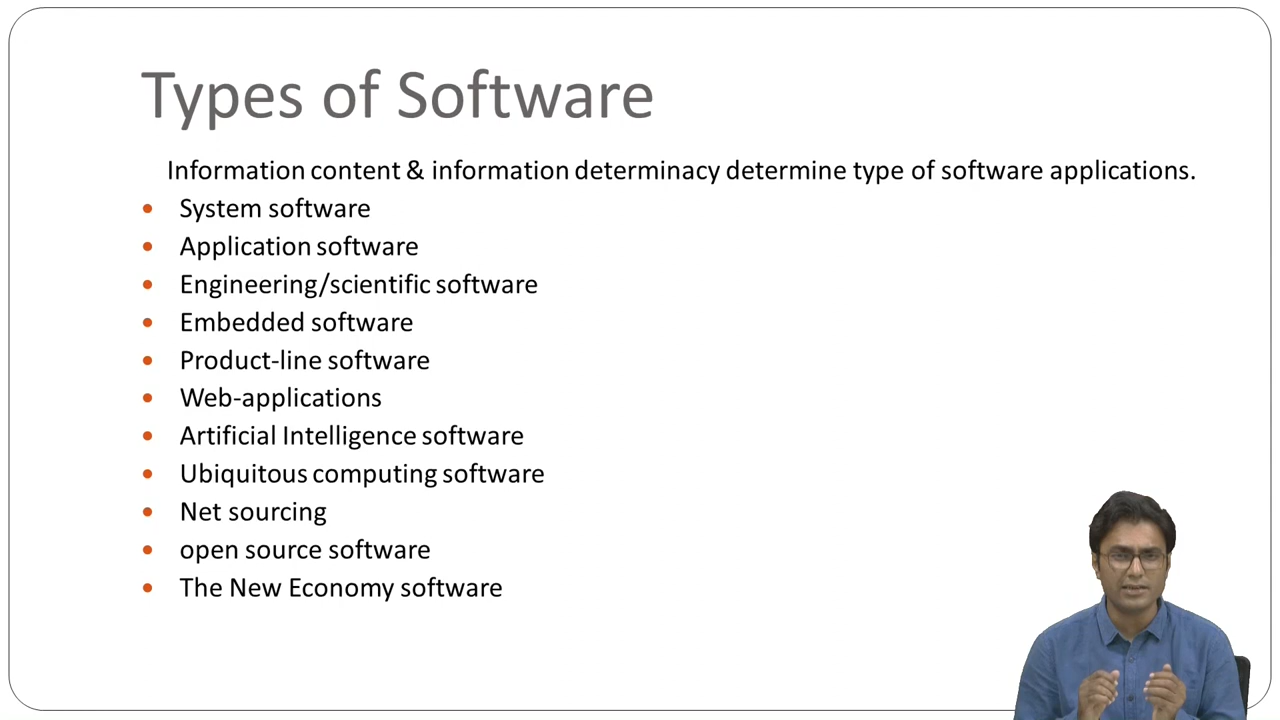 Types of Software
Information content & information determinacy determine type of software applications.
• System software
• Application software
• Engineering/scientific software
• Embedded software
• Product-line software
• Web-applications
• Artificial Intelligence software
• Ubiquitous computing software
• Net sourcing
• open source software
• The New Economy software